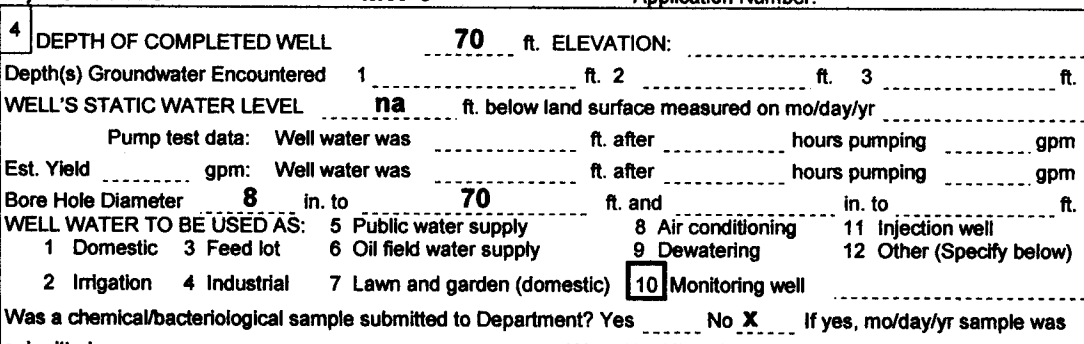 Application Number:
4 DEPTH OF COMPLETED WELL 70 ft. ELEVATION:
Depth(s) Groundwater Encountered 1 ft. 2 ft. 3 ft.
WELL'S STATIC WATER LEVEL na ft. below land surface measured on mo/day/yr
Pump test data: Well water was ft. after hours pumping gpm
Est. Yield gpm: Well water was ft. after hours pumping gpm
Bore Hole Diameter 8 in. to 70 ft. and in. to ft.
WELL WATER TO BE USED AS: 5 Public water supply 8 Air conditioning 11 Injection well
1 Domestic 3 Feed lot 6 Oil field water supply 9 Dewatering 12 Other (Specify below)
2 Irrigation 4 Industrial 7 Lawn and garden (domestic) 10 Monitoring well
Was a chemical/bacteriological sample submitted to Department? Yes No X If yes, mo/day/yr sample was